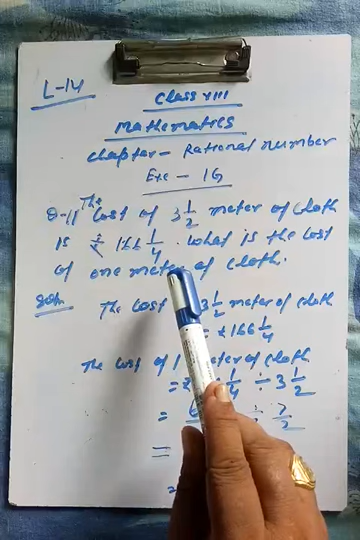 L-14
Class VIII
Mathematics
Chapter - Rational number
Exe - 1G
Q-11 The cost of 3 1/2 meter of cloth
is ₹ 166 1/4. What is the cost
of one meter of cloth.
Soln
The cost 3 1/2 meter of cloth
₹ 166 1/4
The cost of 1 meter of cloth
= ₹ 1/4 ÷ 3 1/2
= 6 ÷ 7/2
=
=